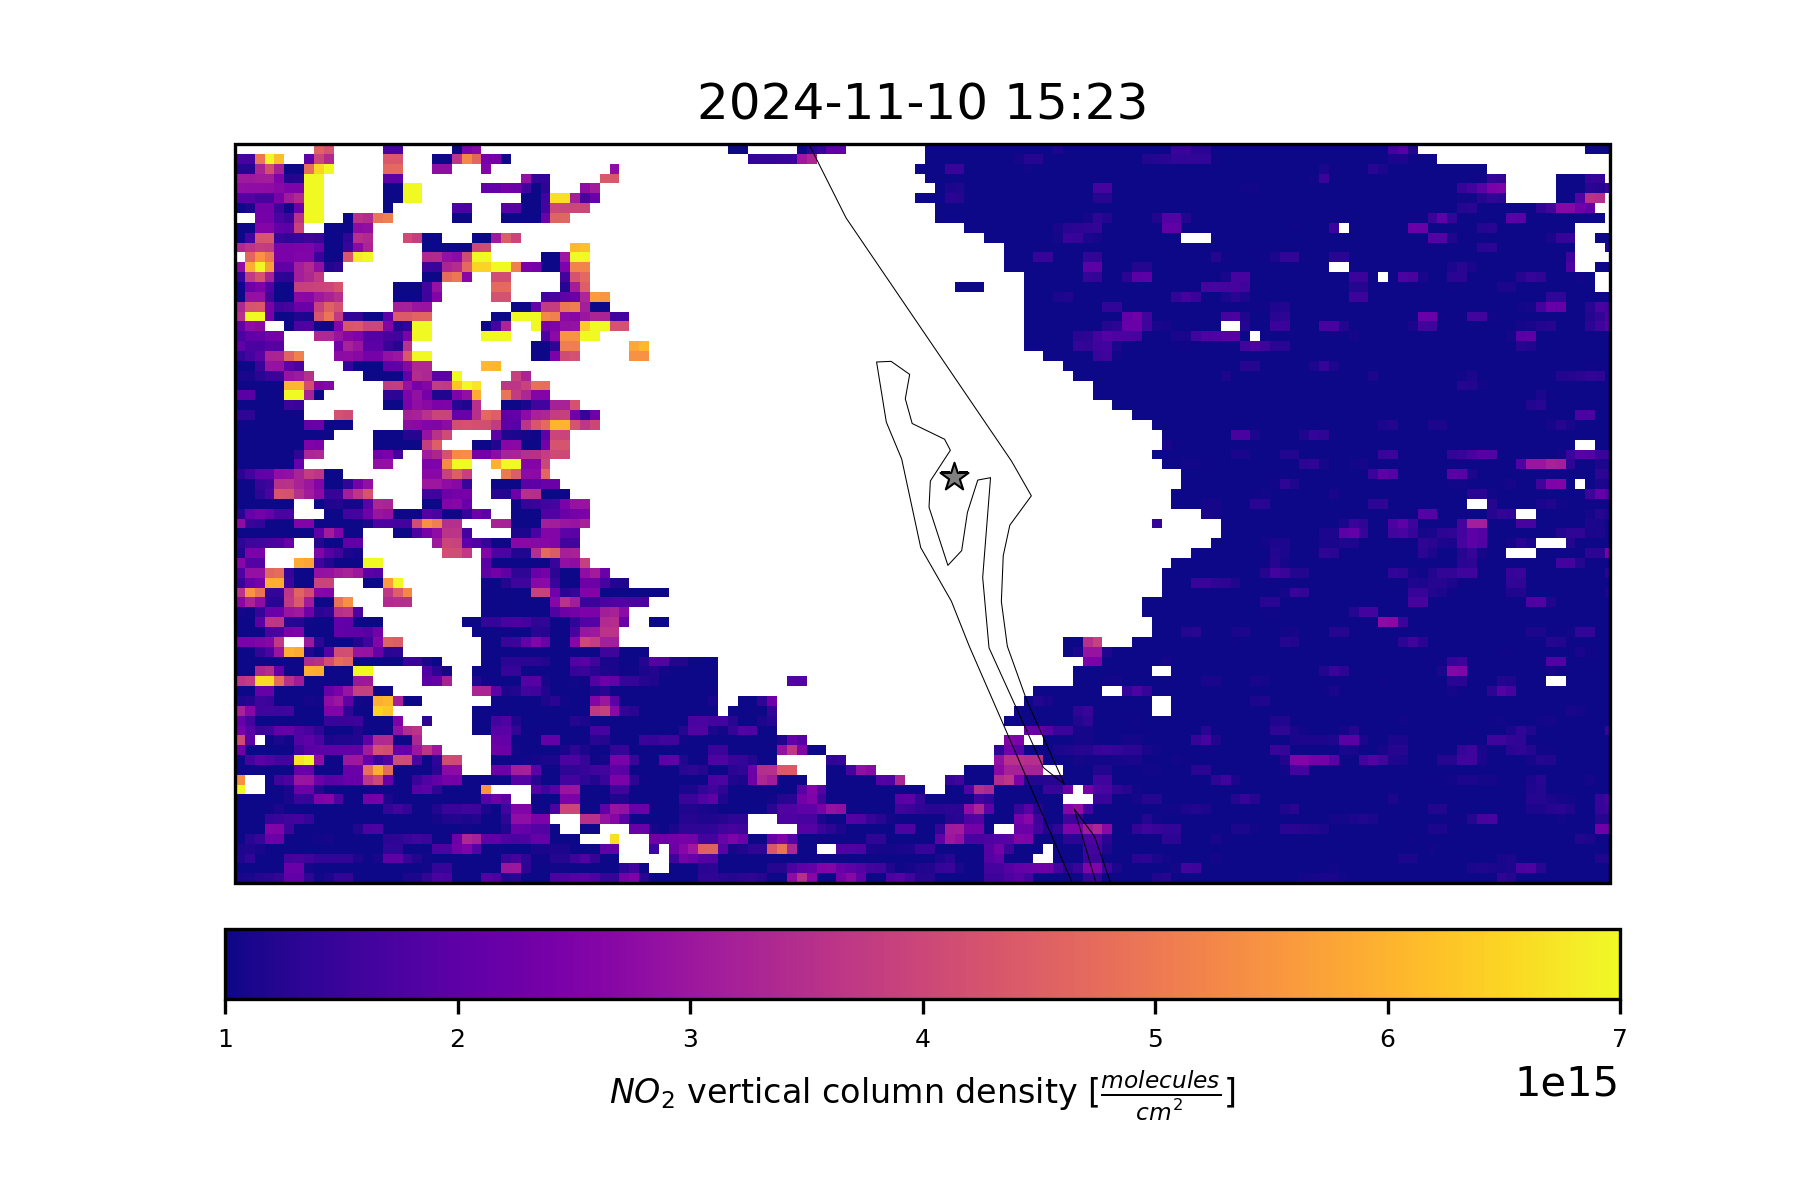 2024-11-10 15:23
1 2 3 4 5 6 7
1e15
NO₂ vertical column density [molecules/cm²]